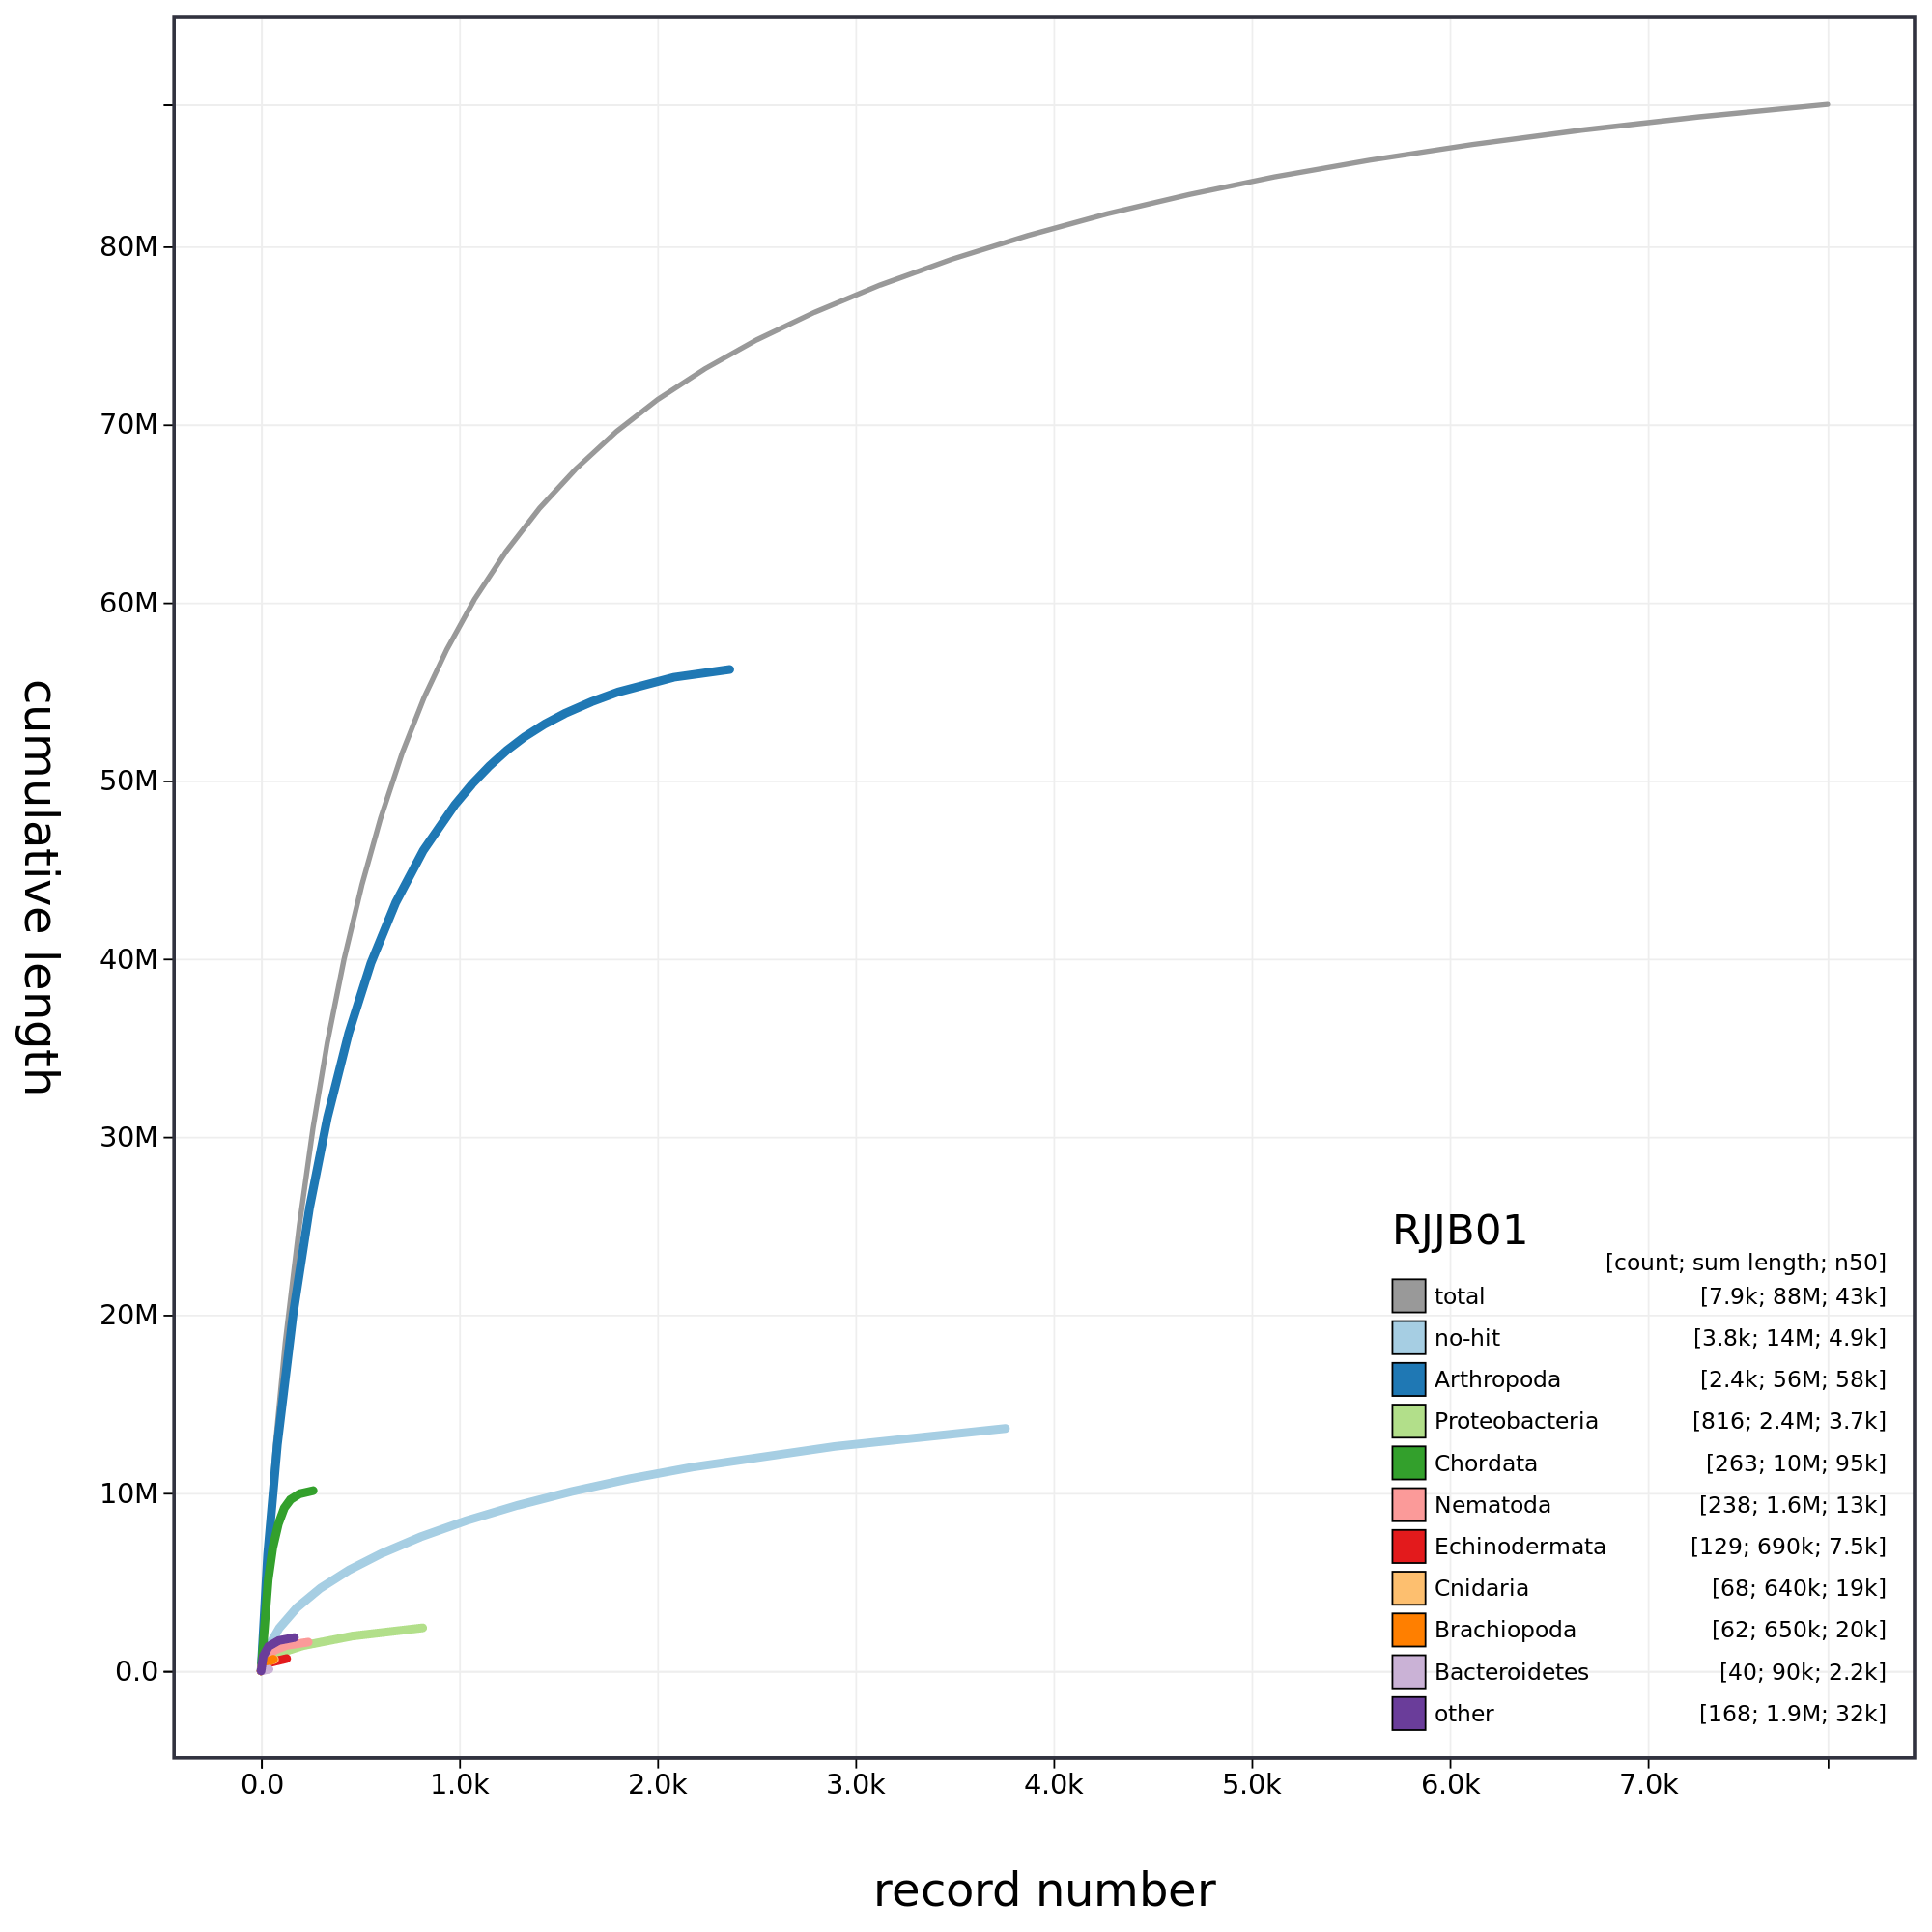 cumulative length
80M
70M
60M
50M
40M
30M
20M
10M
0.0
RJJB01
[count; sum length; n50]
total [7.9k; 88M; 43k]
no-hit [3.8k; 14M; 4.9k]
Arthropoda [2.4k; 56M; 58k]
Proteobacteria [816; 2.4M; 3.7k]
Chordata [263; 10M; 95k]
Nematoda [238; 1.6M; 13k]
Echinodermata [129; 690k; 7.5k]
Cnidaria [68; 640k; 19k]
Brachiopoda [62; 650k; 20k]
Bacteroidetes [40; 90k; 2.2k]
other [168; 1.9M; 32k]
0.0 1.0k 2.0k 3.0k 4.0k 5.0k 6.0k 7.0k
record number